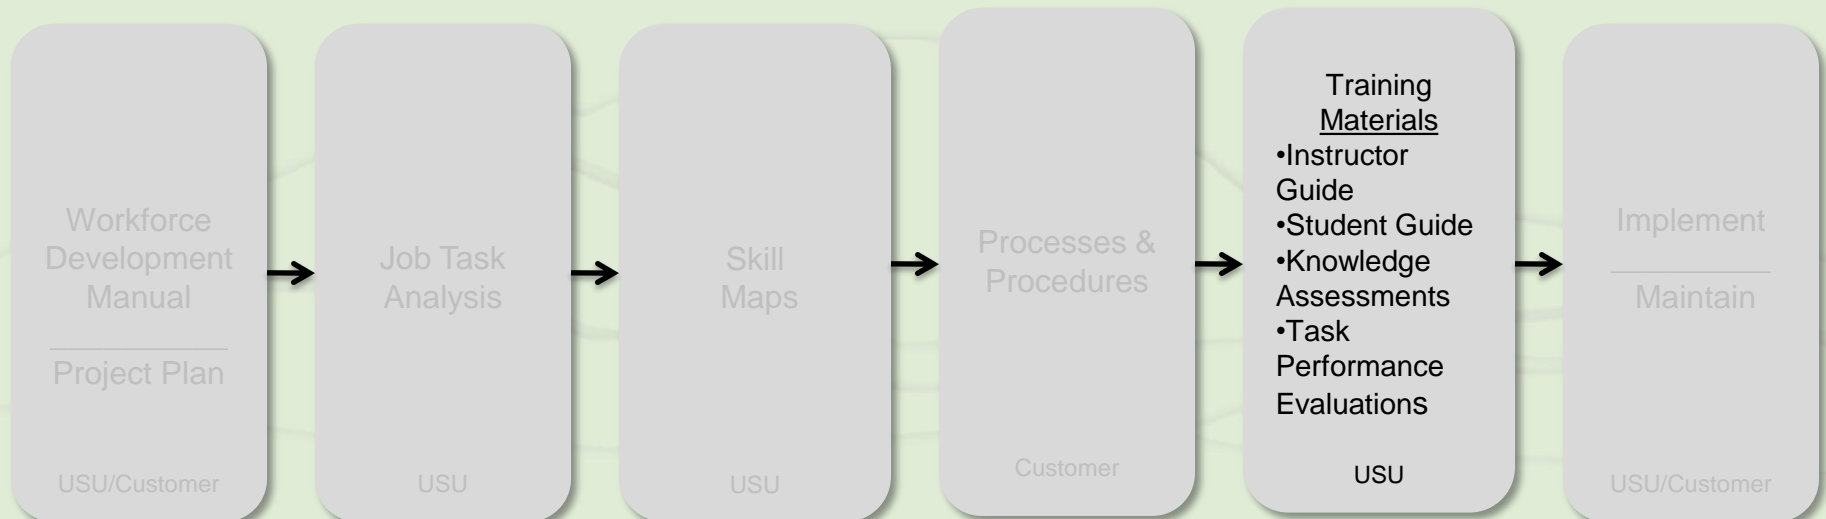 Workforce
Development
Manual
Project Plan
USU/Customer
Job Task
Analysis
USU
Skill
Maps
USU
Processes &
Procedures
Customer
Training
Materials
•Instructor
Guide
•Student Guide
•Knowledge
Assessments
•Task
Performance
Evaluations
USU
Implement
Maintain
USU/Customer